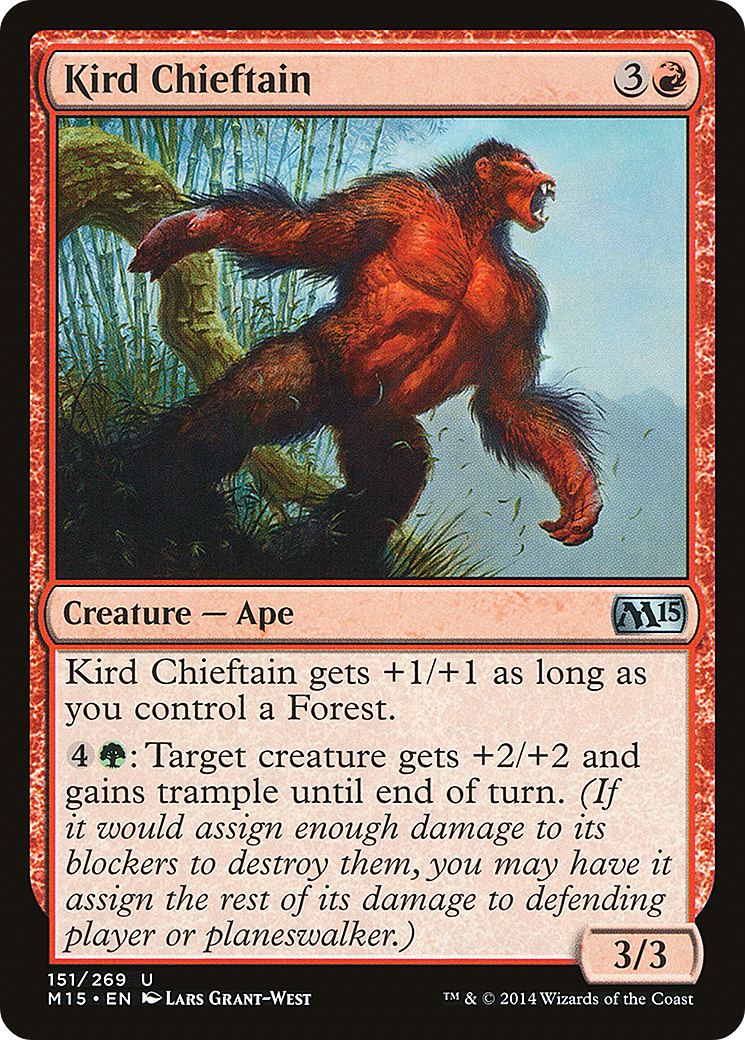 Kird Chieftain 3
Creature — Ape M15
Kird Chieftain gets +1/+1 as long as
you control a Forest.
4 : Target creature gets +2/+2 and
gains trample until end of turn. (If
it would assign enough damage to its
blockers to destroy them, you may have it
assign the rest of its damage to defending
player or planeswalker.)
3/3
151/269 U
M15 • EN Lars Grant-West ™ & © 2014 Wizards of the Coast